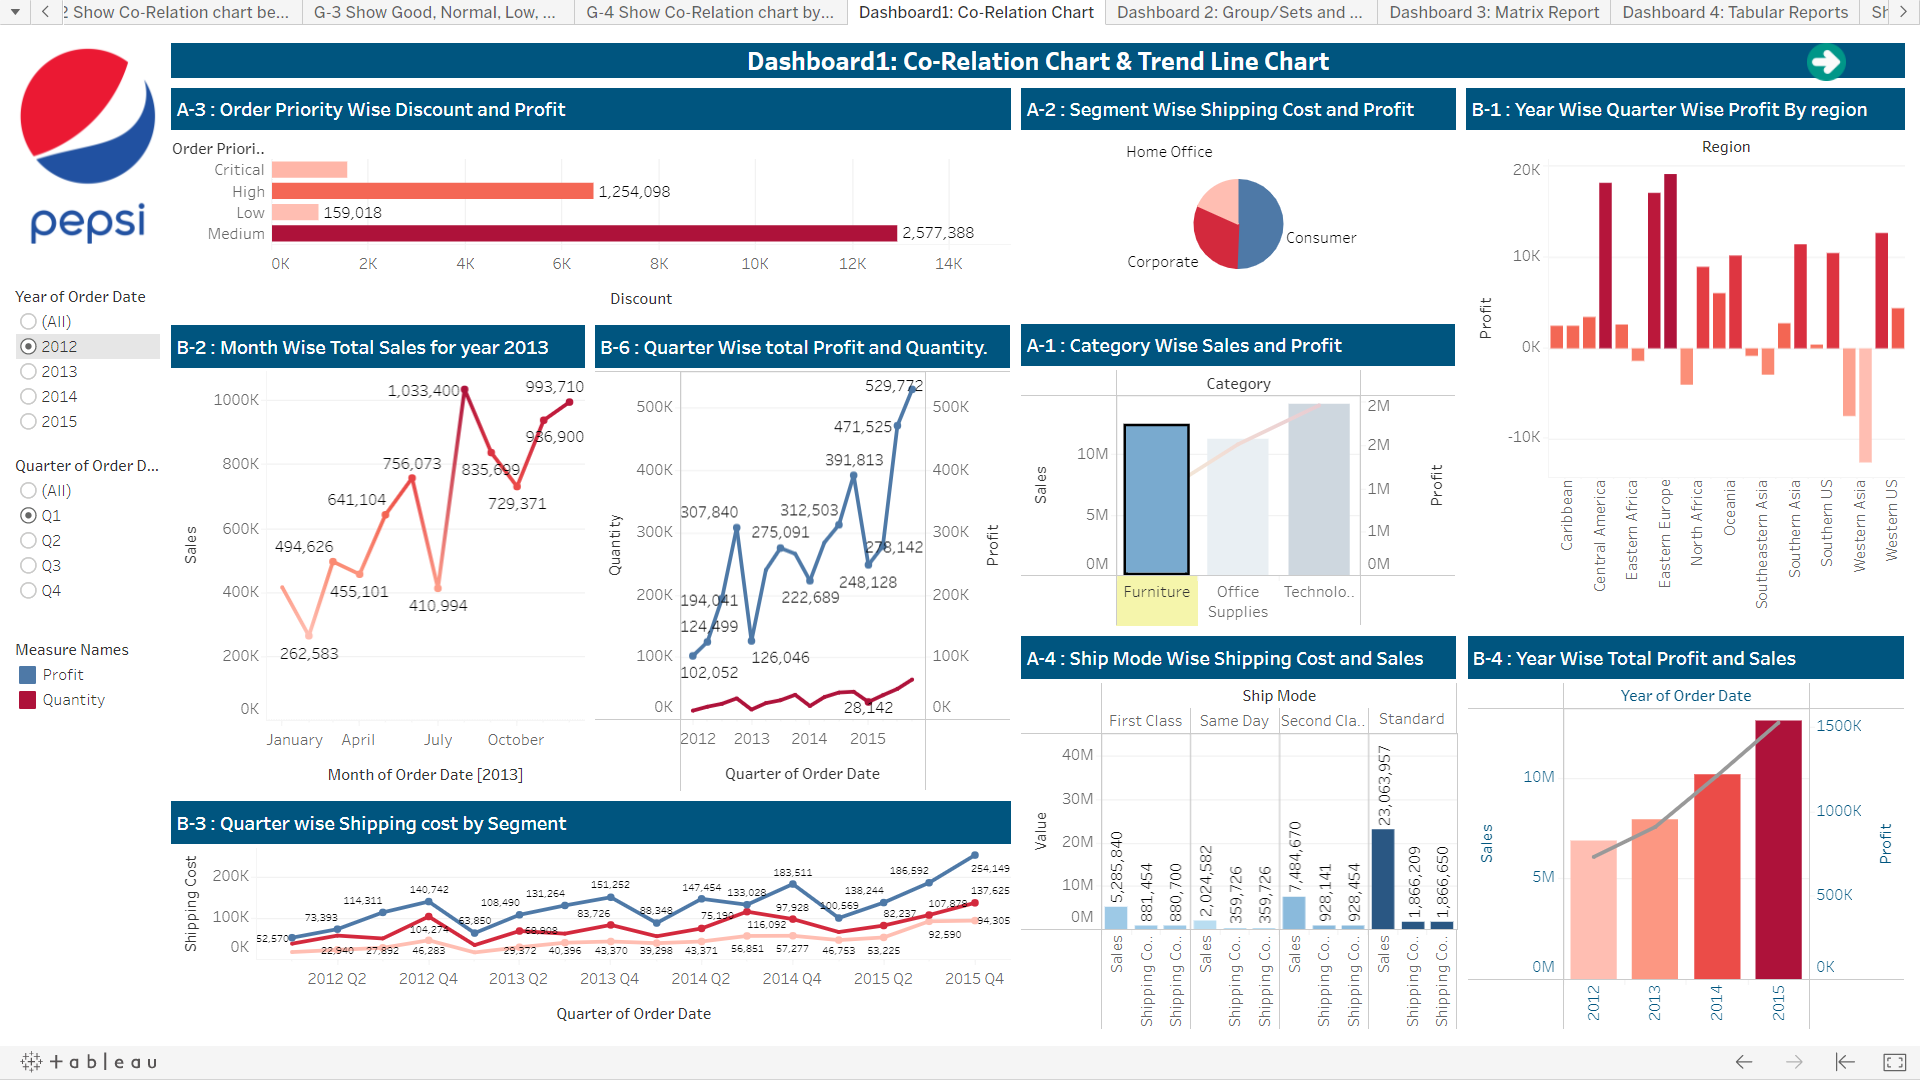 2 Show Co-Relation chart be...
G-3 Show Good, Normal, Low, ...
G-4 Show Co-Relation chart by...
Dashboard1: Co-Relation Chart
Dashboard 2: Group/Sets and ...
Dashboard 3: Matrix Report
Dashboard 4: Tabular Reports
Dashboard1: Co-Relation Chart & Trend Line Chart
pepsi
Year of Order Date
(All)
2012
2013
2014
2015
Quarter of Order D...
(All)
Q1
Q2
Q3
Q4
Measure Names
Profit
Quantity
A-3 : Order Priority Wise Discount and Profit
Order Priori..
Critical
High 1,254,098
Low 159,018
Medium 2,577,388
0K 2K 4K 6K 8K 10K 12K 14K
Discount
A-2 : Segment Wise Shipping Cost and Profit
Home Office
Consumer
Corporate
B-1 : Year Wise Quarter Wise Profit By region
Region
20K
10K
0K
-10K
Profit
Caribbean
Central America
Eastern Africa
Eastern Europe
North Africa
Oceania
Southeastern Asia
Southern Asia
Southern US
Western Asia
Western US
B-2 : Month Wise Total Sales for year 2013
1000K
800K
600K
400K
200K
0K
Sales
494,626
262,583
455,101
641,104
756,073
410,994
1,033,400
835,699
729,371
936,900
993,710
January April July October
Month of Order Date [2013]
B-6 : Quarter Wise total Profit and Quantity.
500K
400K
300K
200K
100K
0K
Quantity
102,052
124,499
194,041
307,840
126,046
275,091
222,689
312,503
391,813
248,128
278,142
471,525
529,772
28,142
500K
400K
300K
200K
100K
0K
Profit
2012 2013 2014 2015
Quarter of Order Date
A-1 : Category Wise Sales and Profit
Category
10M
5M
0M
Sales
2M
2M
1M
1M
0M
Profit
Furniture
Office
Supplies
Technolo..
B-3 : Quarter wise Shipping cost by Segment
Shipping Cost
200K
100K
0K
52,570
73,393
114,311
140,742
63,850
108,490
131,264
151,252
88,348
147,454
133,028
183,511
100,569
138,244
186,592
254,149
104,274
68,908
83,726
75,190
116,092
97,928
82,237
107,878
137,625
22,940
27,892
46,283
29,372
40,396
43,370
39,298
43,371
56,851
57,277
46,753
53,225
92,590
94,305
2012 Q2 2012 Q4 2013 Q2 2013 Q4 2014 Q2 2014 Q4 2015 Q2 2015 Q4
Quarter of Order Date
A-4 : Ship Mode Wise Shipping Cost and Sales
Ship Mode
First Class Same Day Second Cla.. Standard
Value
40M
30M
20M
10M
0M
5,285,840
881,454
880,700
2,024,582
359,726
359,726
7,484,670
928,141
928,454
23,063,957
1,866,209
1,866,650
Sales
Shipping Co..
Shipping Co..
Sales
Shipping Co..
Shipping Co..
Sales
Shipping Co..
Shipping Co..
Sales
Shipping Co..
Shipping Co..
B-4 : Year Wise Total Profit and Sales
Year of Order Date
10M
5M
0M
Sales
1500K
1000K
500K
0K
Profit
2012
2013
2014
2015
+ableau